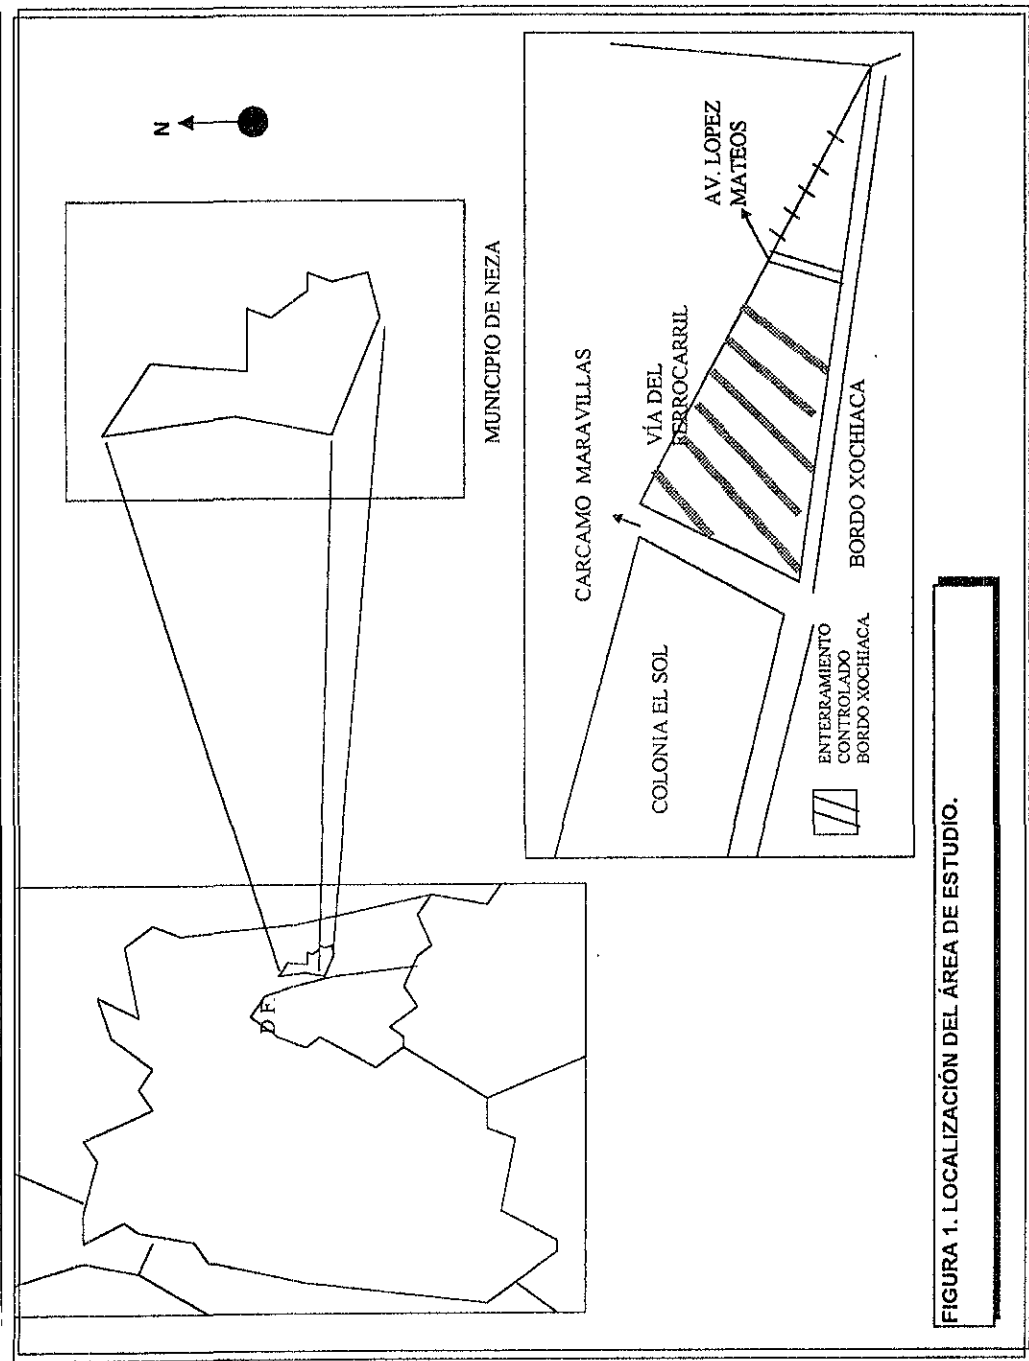 N
D F.
MUNICIPIO DE NEZA
CARCAMO MARAVILLAS
VÍA DEL
FERROCARRIL
AV. LOPEZ
MATEOS
COLONIA EL SOL
BORDO XOCHIACA
ENTERRAMIENTO
CONTROLADO
BORDO XOCHIACA.
FIGURA 1. LOCALIZACIÓN DEL ÁREA DE ESTUDIO.